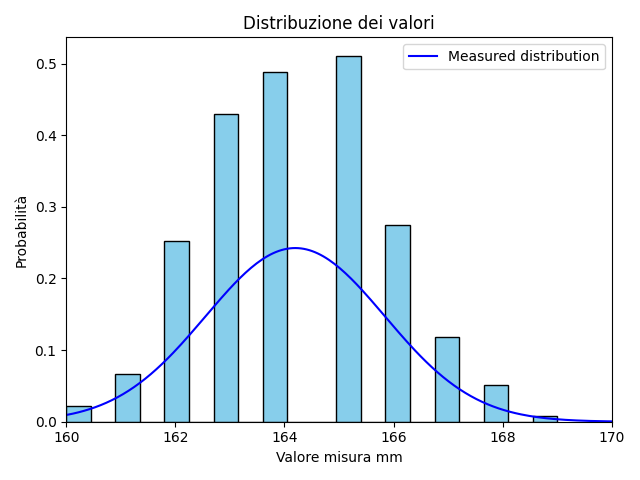 Distribuzione dei valori
Measured distribution
Probabilità
0.5
0.4
0.3
0.2
0.1
0.0
160 162 164 166 168 170
Valore misura mm